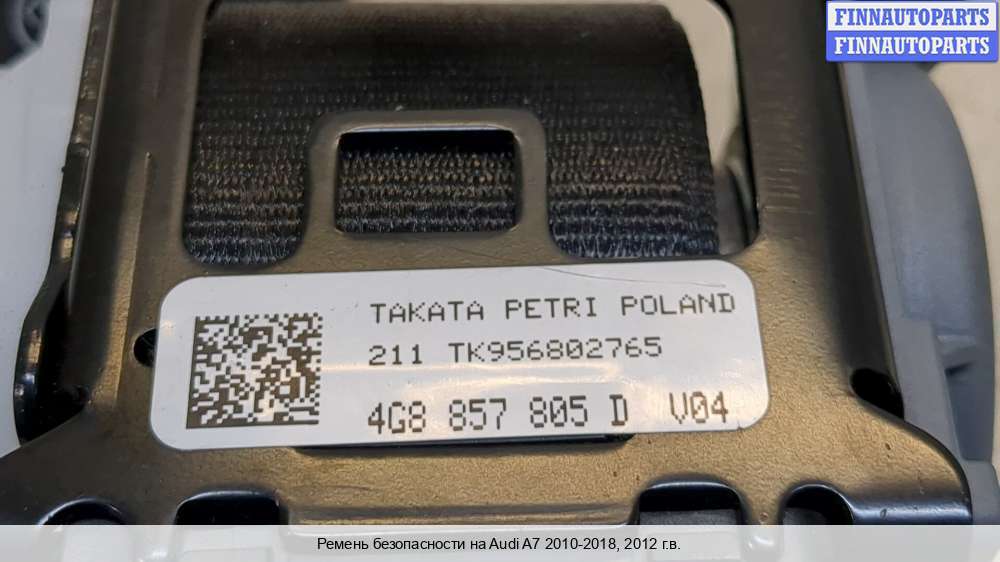 FINNAUTOPARTS
FINNAUTOPARTS
TAKATA PETRI POLAND
211 TK956802765
4G8 857 805 D V04
Ремень безопасности на Audi A7 2010-2018, 2012 г.в.